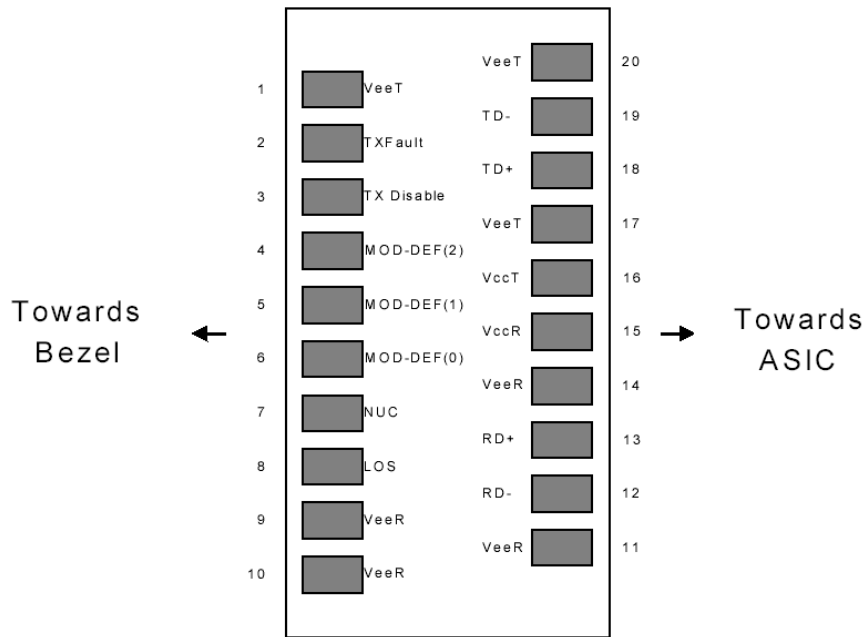 VeeT 20
1 VeeT
TD- 19
2 TXFault
TD+ 18
3 TX Disable
VeeT 17
4 MOD-DEF(2)
VccT 16
5 MOD-DEF(1)
Towards
Bezel
VccR 15
Towards
ASIC
6 MOD-DEF(0)
VeeR 14
7 NUC
RD+ 13
8 LOS
RD- 12
9 VeeR
VeeR 11
10 VeeR